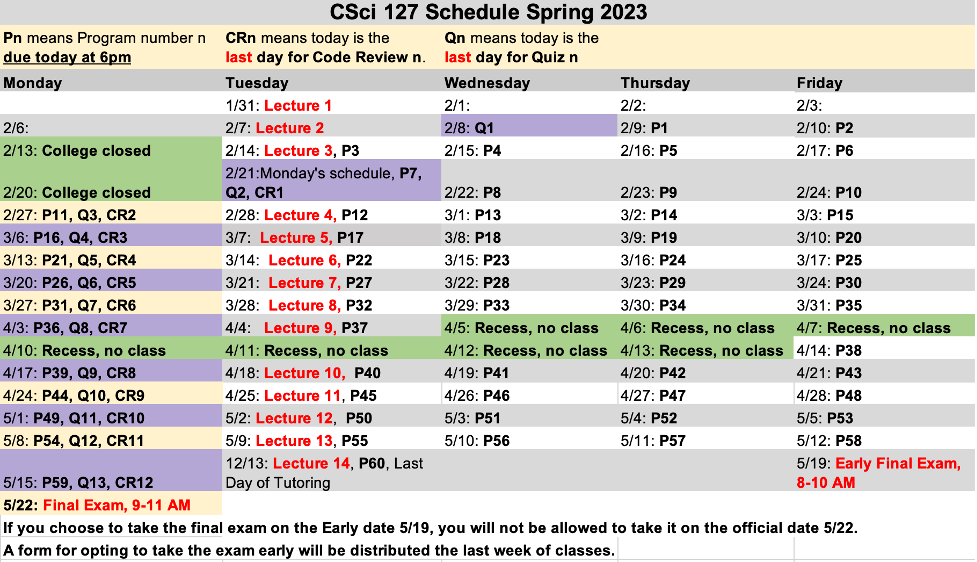 CSci 127 Schedule Spring 2023
Pn means Program number n CRn means today is the Qn means today is the
due today at 6pm last day for Code Review n. last day for Quiz n
Monday Tuesday Wednesday Thursday Friday
1/31: Lecture 1 2/1: 2/2: 2/3:
2/6: 2/7: Lecture 2 2/8: Q1 2/9: P1 2/10: P2
2/13: College closed 2/14: Lecture 3, P3 2/15: P4 2/16: P5 2/17: P6
2/21:Monday's schedule, P7,
2/20: College closed Q2, CR1 2/22: P8 2/23: P9 2/24: P10
2/27: P11, Q3, CR2 2/28: Lecture 4, P12 3/1: P13 3/2: P14 3/3: P15
3/6: P16, Q4, CR3 3/7: Lecture 5, P17 3/8: P18 3/9: P19 3/10: P20
3/13: P21, Q5, CR4 3/14: Lecture 6, P22 3/15: P23 3/16: P24 3/17: P25
3/20: P26, Q6, CR5 3/21: Lecture 7, P27 3/22: P28 3/23: P29 3/24: P30
3/27: P31, Q7, CR6 3/28: Lecture 8, P32 3/29: P33 3/30: P34 3/31: P35
4/3: P36, Q8, CR7 4/4: Lecture 9, P37 4/5: Recess, no class 4/6: Recess, no class 4/7: Recess, no class
4/10: Recess, no class 4/11: Recess, no class 4/12: Recess, no class 4/13: Recess, no class 4/14: P38
4/17: P39, Q9, CR8 4/18: Lecture 10, P40 4/19: P41 4/20: P42 4/21: P43
4/24: P44, Q10, CR9 4/25: Lecture 11, P45 4/26: P46 4/27: P47 4/28: P48
5/1: P49, Q11, CR10 5/2: Lecture 12, P50 5/3: P51 5/4: P52 5/5: P53
5/8: P54, Q12, CR11 5/9: Lecture 13, P55 5/10: P56 5/11: P57 5/12: P58
12/13: Lecture 14, P60, Last 5/19: Early Final Exam,
5/15: P59, Q13, CR12 Day of Tutoring 8-10 AM
5/22: Final Exam, 9-11 AM
If you choose to take the final exam on the Early date 5/19, you will not be allowed to take it on the official date 5/22.
A form for opting to take the exam early will be distributed the last week of classes.